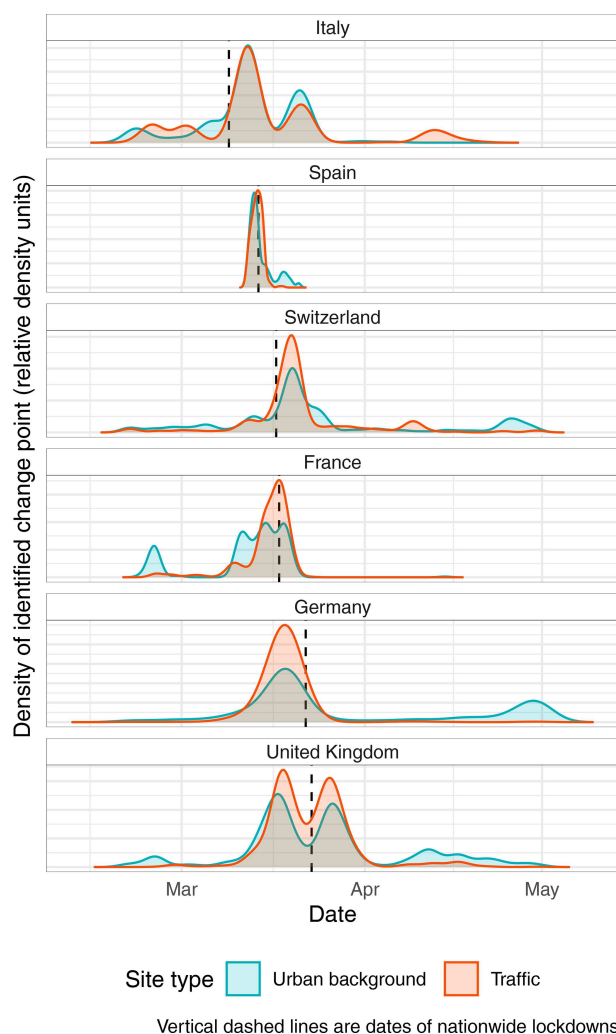 Italy
Spain
Switzerland
France
Germany
United Kingdom
Density of identified change point (relative density units)
Mar
Apr
May
Date
Site type
Urban background
Traffic
Vertical dashed lines are dates of nationwide lockdowns